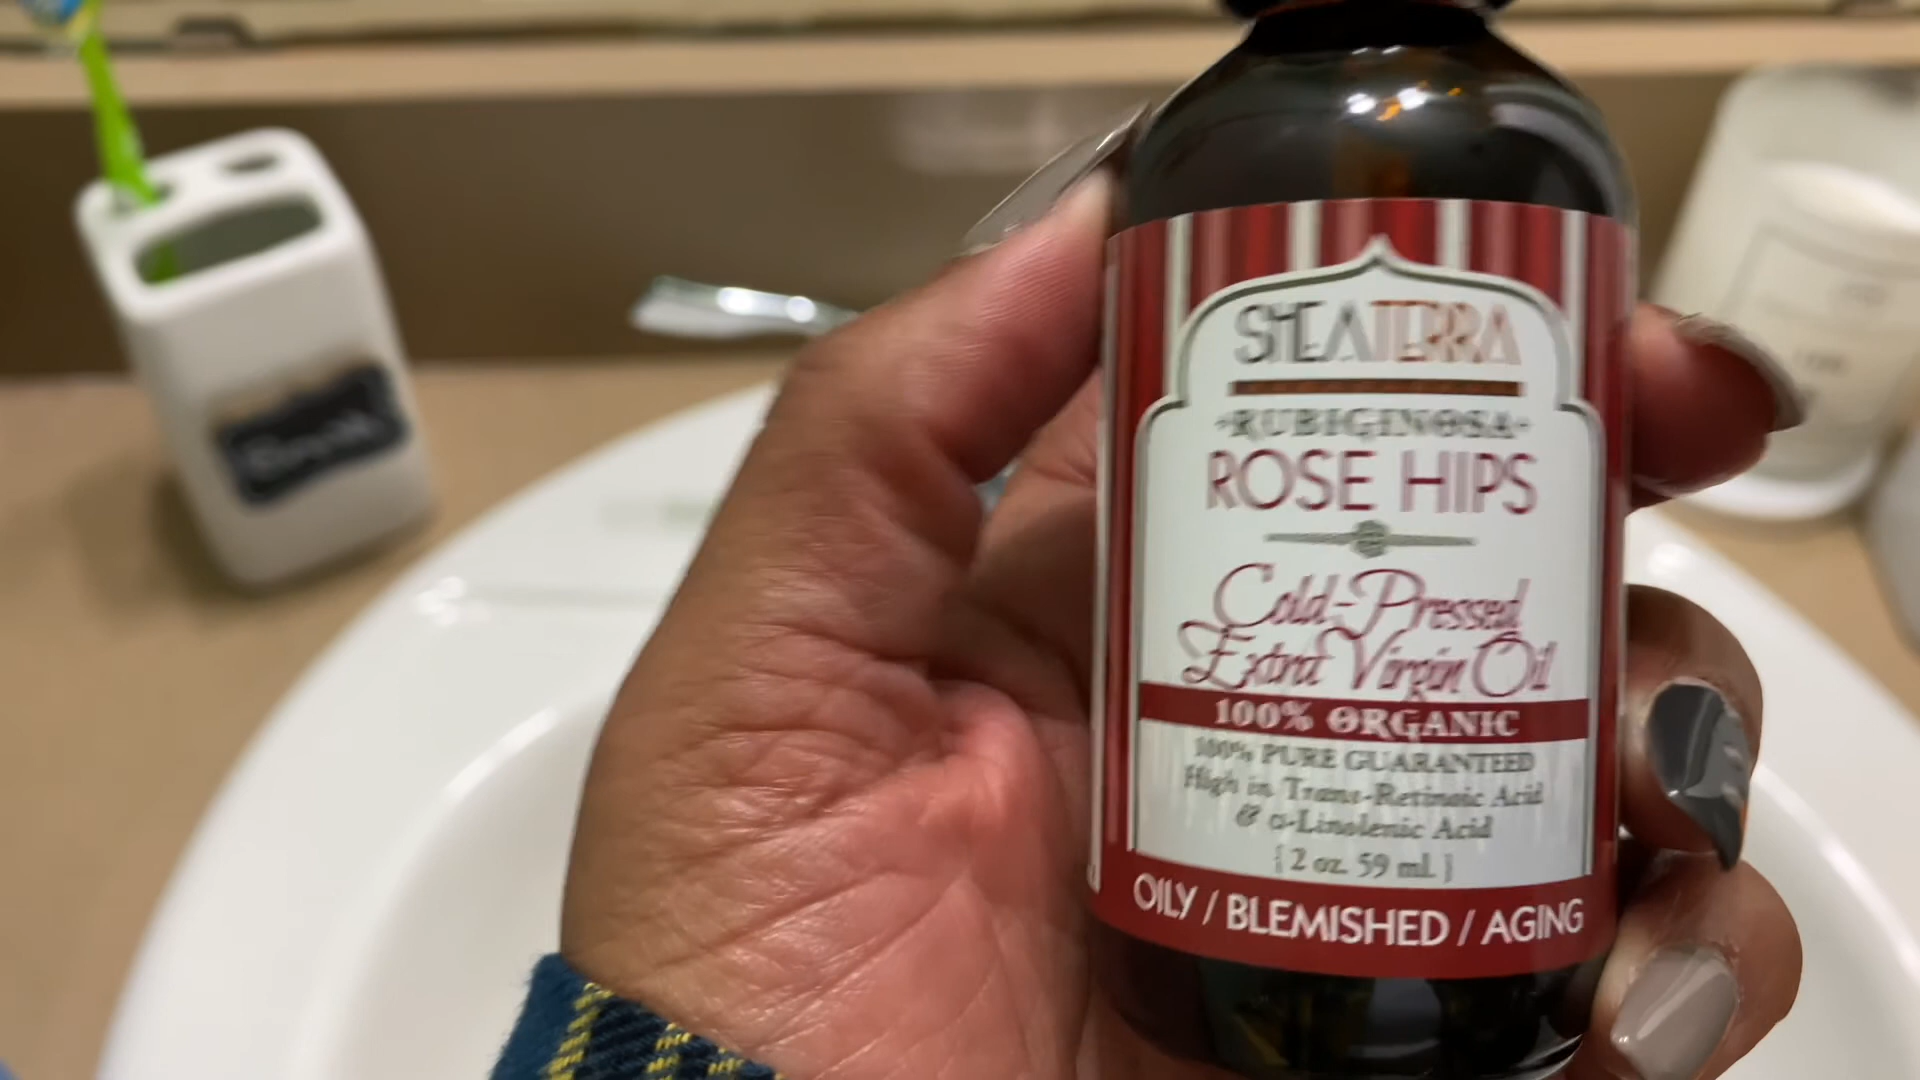 SHEATERRA
•RUBIGINOSA•
ROSE HIPS
Cold-Pressed
Extra Virgin Oil
100% ORGANIC
100% PURE GUARANTEED
High in Trans-Retinoic Acid
& α-Linolenic Acid
{2 oz. 59 ml.}
OILY / BLEMISHED / AGING